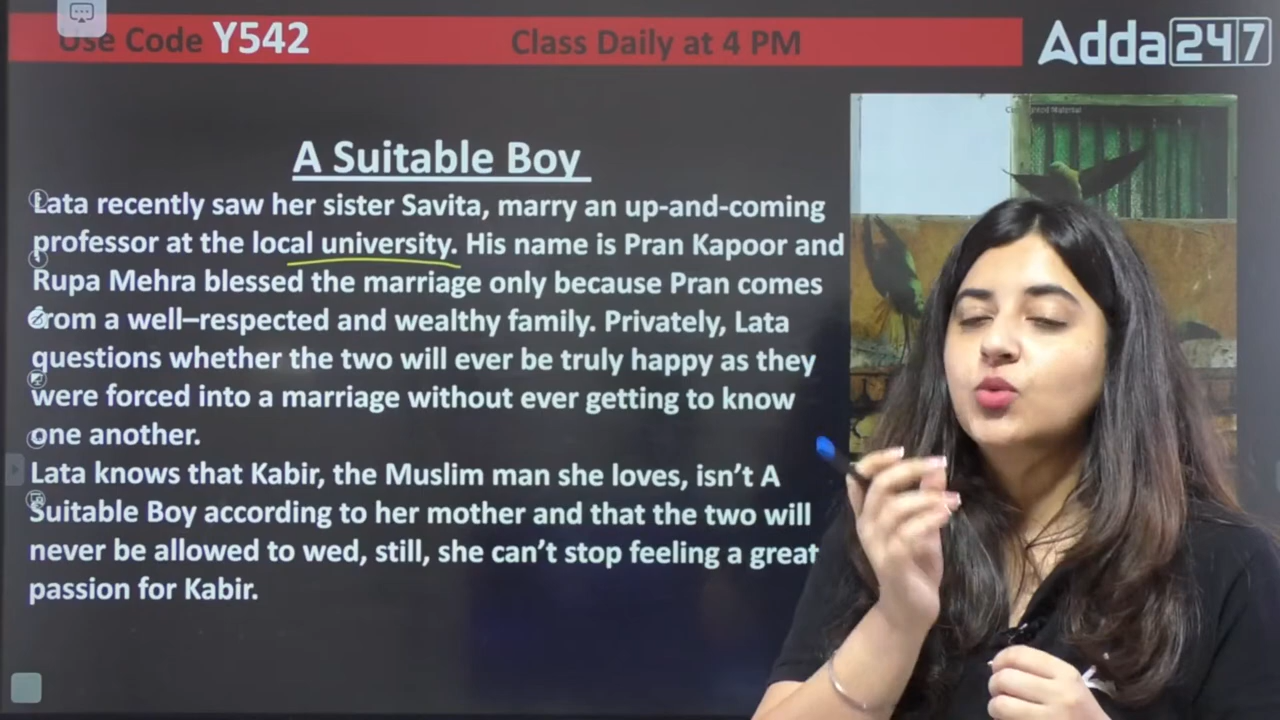 Use Code Y542
Class Daily at 4 PM
Adda247
A Suitable Boy
Lata recently saw her sister Savita, marry an up-and-coming
professor at the local university. His name is Pran Kapoor and
Rupa Mehra blessed the marriage only because Pran comes
from a well–respected and wealthy family. Privately, Lata
questions whether the two will ever be truly happy as they
were forced into a marriage without ever getting to know
one another.
Lata knows that Kabir, the Muslim man she loves, isn't A
Suitable Boy according to her mother and that the two will
never be allowed to wed, still, she can't stop feeling a great
passion for Kabir.